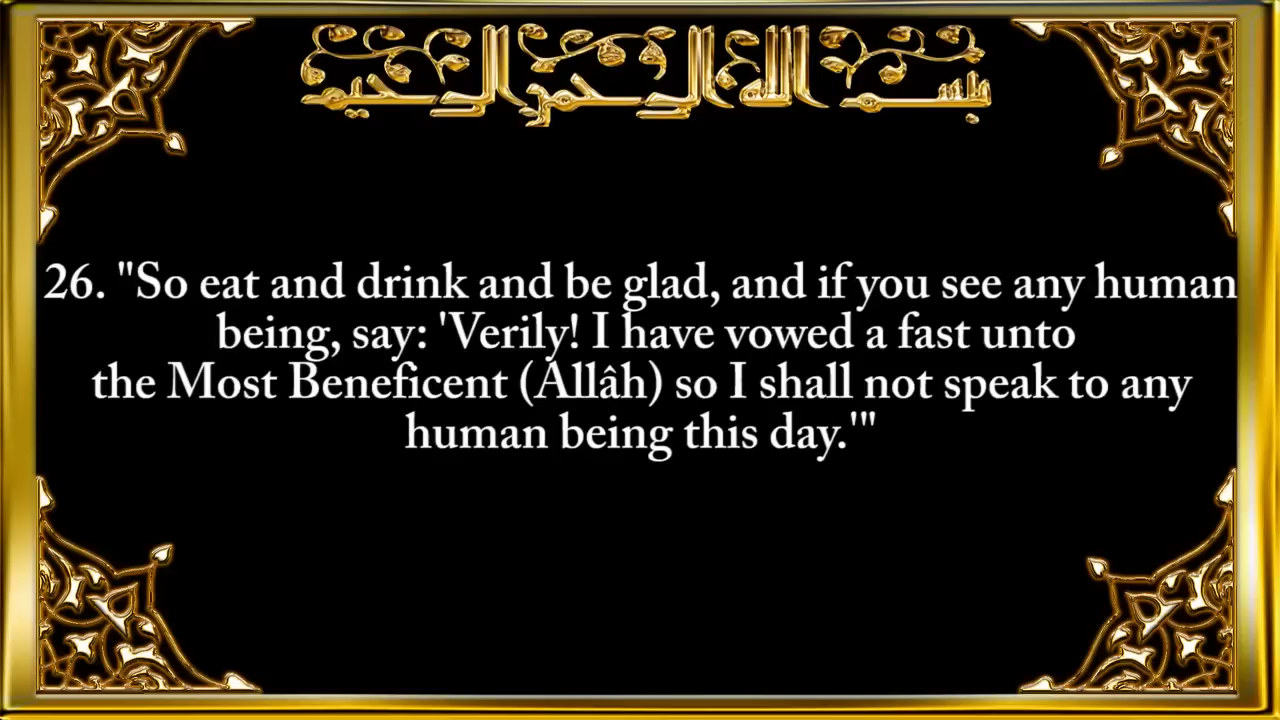 بسم الله الرحمن الرحيم
26. "So eat and drink and be glad, and if you see any human
being, say: 'Verily! I have vowed a fast unto
the Most Beneficent (Allâh) so I shall not speak to any
human being this day.'"